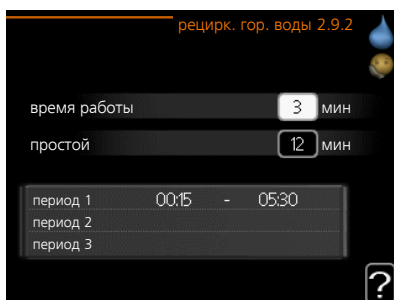 рецирк. гор. воды 2.9.2
время работы 3 мин
простой 12 мин
период 1 00:15 - 05:30
период 2
период 3
?